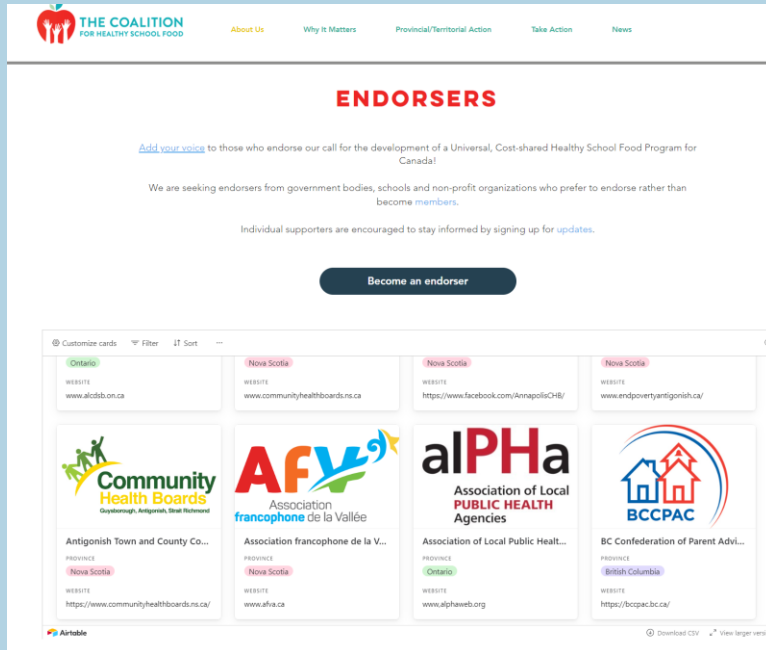 THE COALITION
FOR HEALTHY SCHOOL FOOD
About Us Why It Matters Provincial/Territorial Action Take Action News
ENDORSERS
Add your voice to those who endorse our call for the development of a Universal, Cost-shared Healthy School Food Program for
Canada!
We are seeking endorsers from government bodies, schools and non-profit organizations who prefer to endorse rather than
become members.
Individual supporters are encouraged to stay informed by signing up for updates.
Become an endorser
Customize cards Filter Sort ...
Ontario Nova Scotia Nova Scotia Nova Scotia
WEBSITE WEBSITE WEBSITE WEBSITE
www.alcdsb.on.ca www.communityhealthboards.ns.ca https://www.facebook.com/AnnapolisCHB/ https://www.endpovertyantigonish.ca/
Community
Health Boards
Guysborough, Antigonish, Strait Richmond
AFV
Association
francophone de la Vallée
alPHa
Association of Local
PUBLIC HEALTH
Agencies
BCCPAC
Antigonish Town and County Co... Association francophone de la V... Association of Local Public Healt... BC Confederation of Parent Advi...
PROVINCE PROVINCE PROVINCE PROVINCE
Nova Scotia Nova Scotia Ontario British Columbia
WEBSITE WEBSITE WEBSITE WEBSITE
https://www.communityhealthboards.ns.ca/ www.afva.ca www.alphaweb.org https://bccpac.bc.ca/
Airtable Download CSV View larger versi